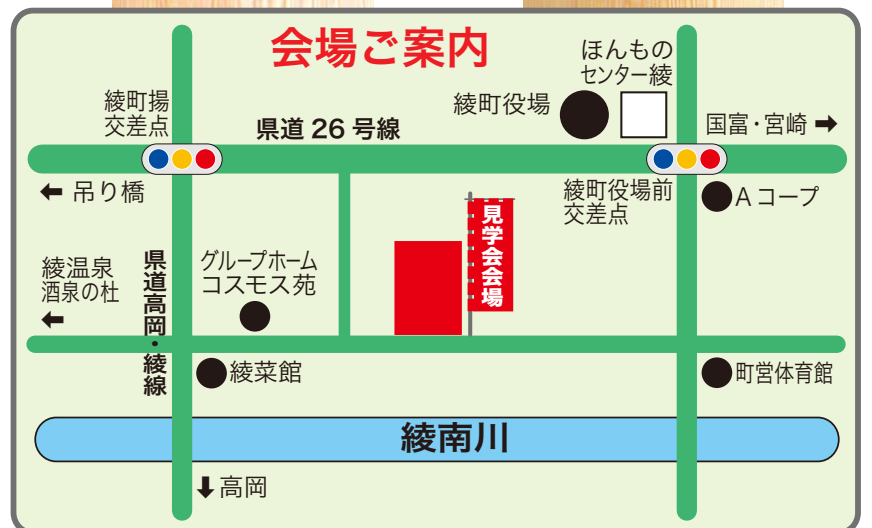 会場ご案内
ほんもの
センター綾
綾町役場
綾町揚
交差点
県道 26 号線
国富・宮崎 ➡
⬅ 吊り橋
綾町役場前
交差点
Aコープ
見学会会場
綾温泉
酒泉の杜
⬅
県道高岡・綾線
グループホーム
コスモス苑
綾菜館
町営体育館
綾南川
⬇高岡